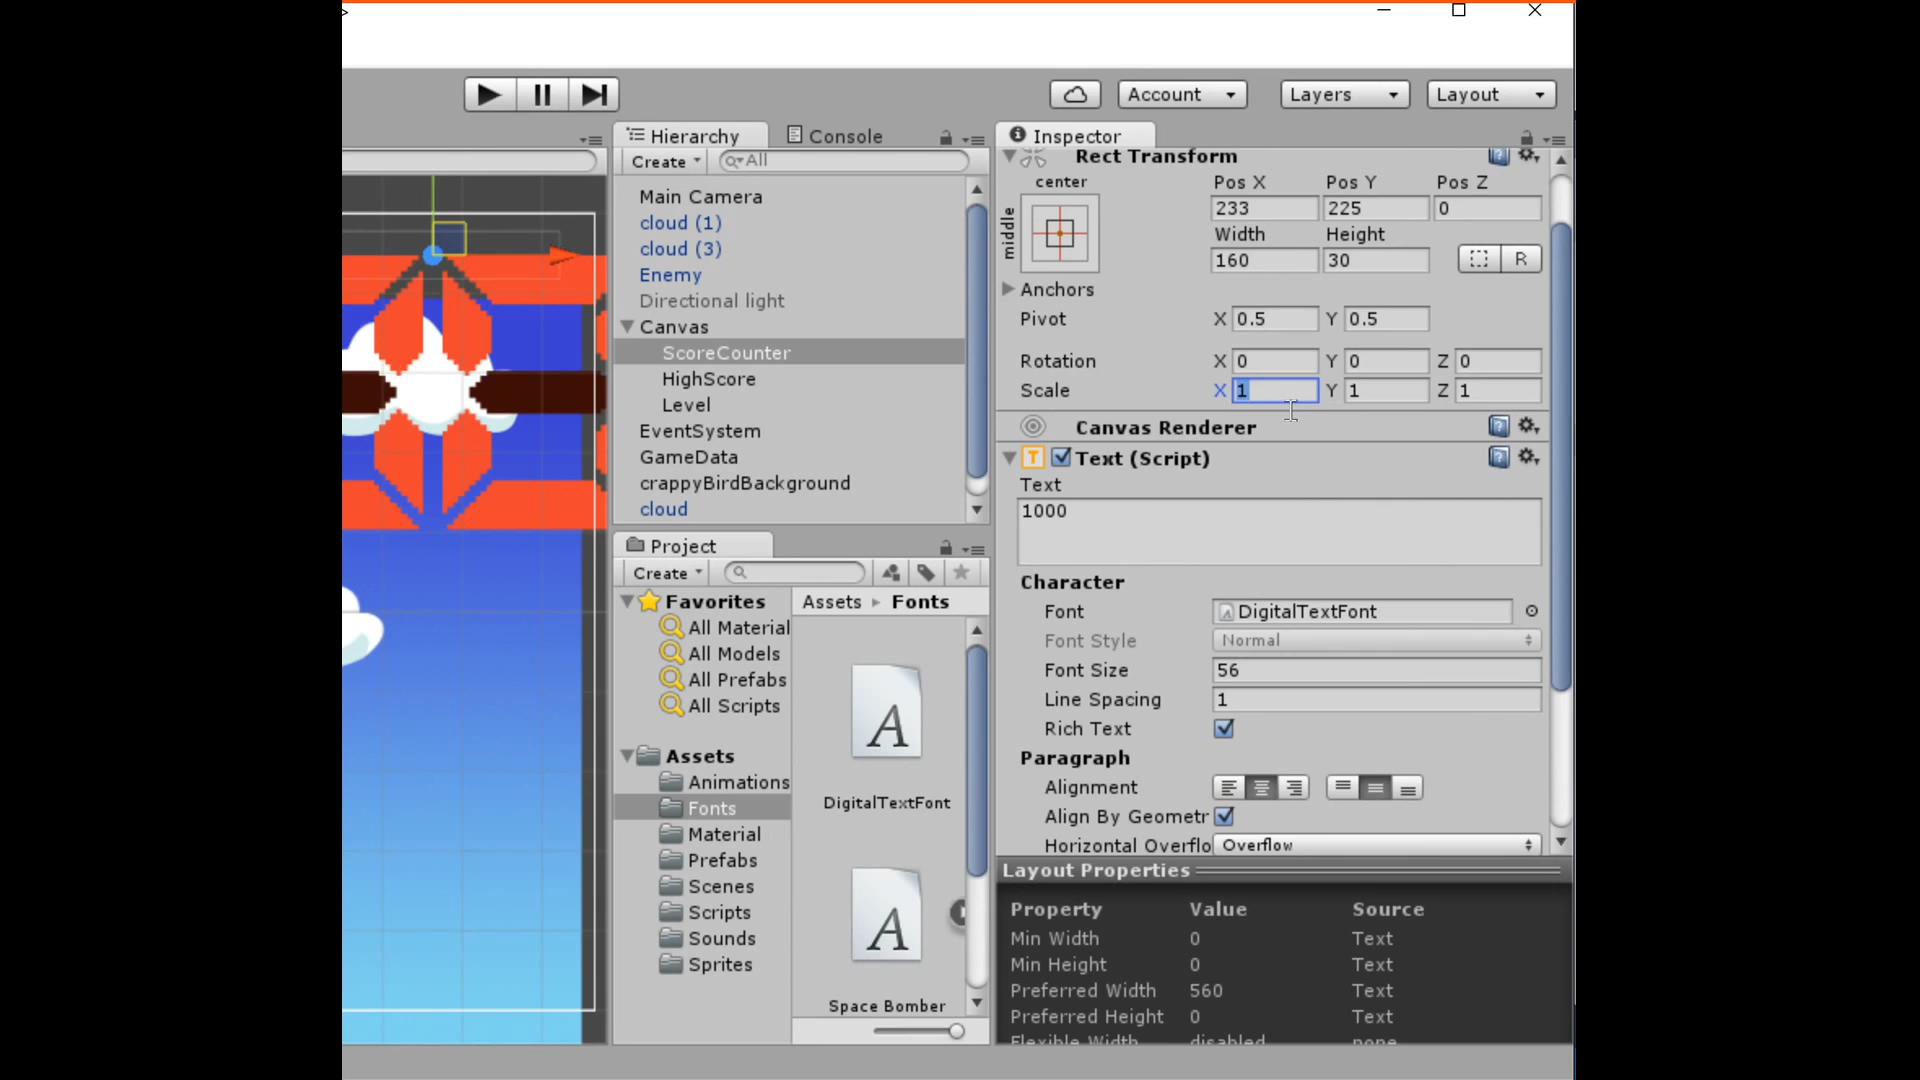 >
Account
Layers
Layout
Hierarchy
Console
Create
All
Main Camera
cloud (1)
cloud (3)
Enemy
Directional light
Canvas
ScoreCounter
HighScore
Level
EventSystem
GameData
crappyBirdBackground
cloud
Project
Create
Favorites
All Material
All Models
All Prefabs
All Scripts
Assets
Animations
Fonts
Material
Prefabs
Scenes
Scripts
Sounds
Sprites
Assets Fonts
A
DigitalTextFont
A
Space Bomber
Inspector
Rect Transform
center
middle
Pos X Pos Y Pos Z
233 225 0
Width Height
160 30
R
Anchors
Pivot X 0.5 Y 0.5
Rotation X 0 Y 0 Z 0
Scale X 1 Y 1 Z 1
Canvas Renderer
T Text (Script)
Text
1000
Character
Font DigitalTextFont
Font Style Normal
Font Size 56
Line Spacing 1
Rich Text
Paragraph
Alignment
Align By Geometr
Horizontal Overflo Overflow
Layout Properties
Property Value Source
Min Width 0 Text
Min Height 0 Text
Preferred Width 560 Text
Preferred Height 0 Text
Flexible Width disabled none